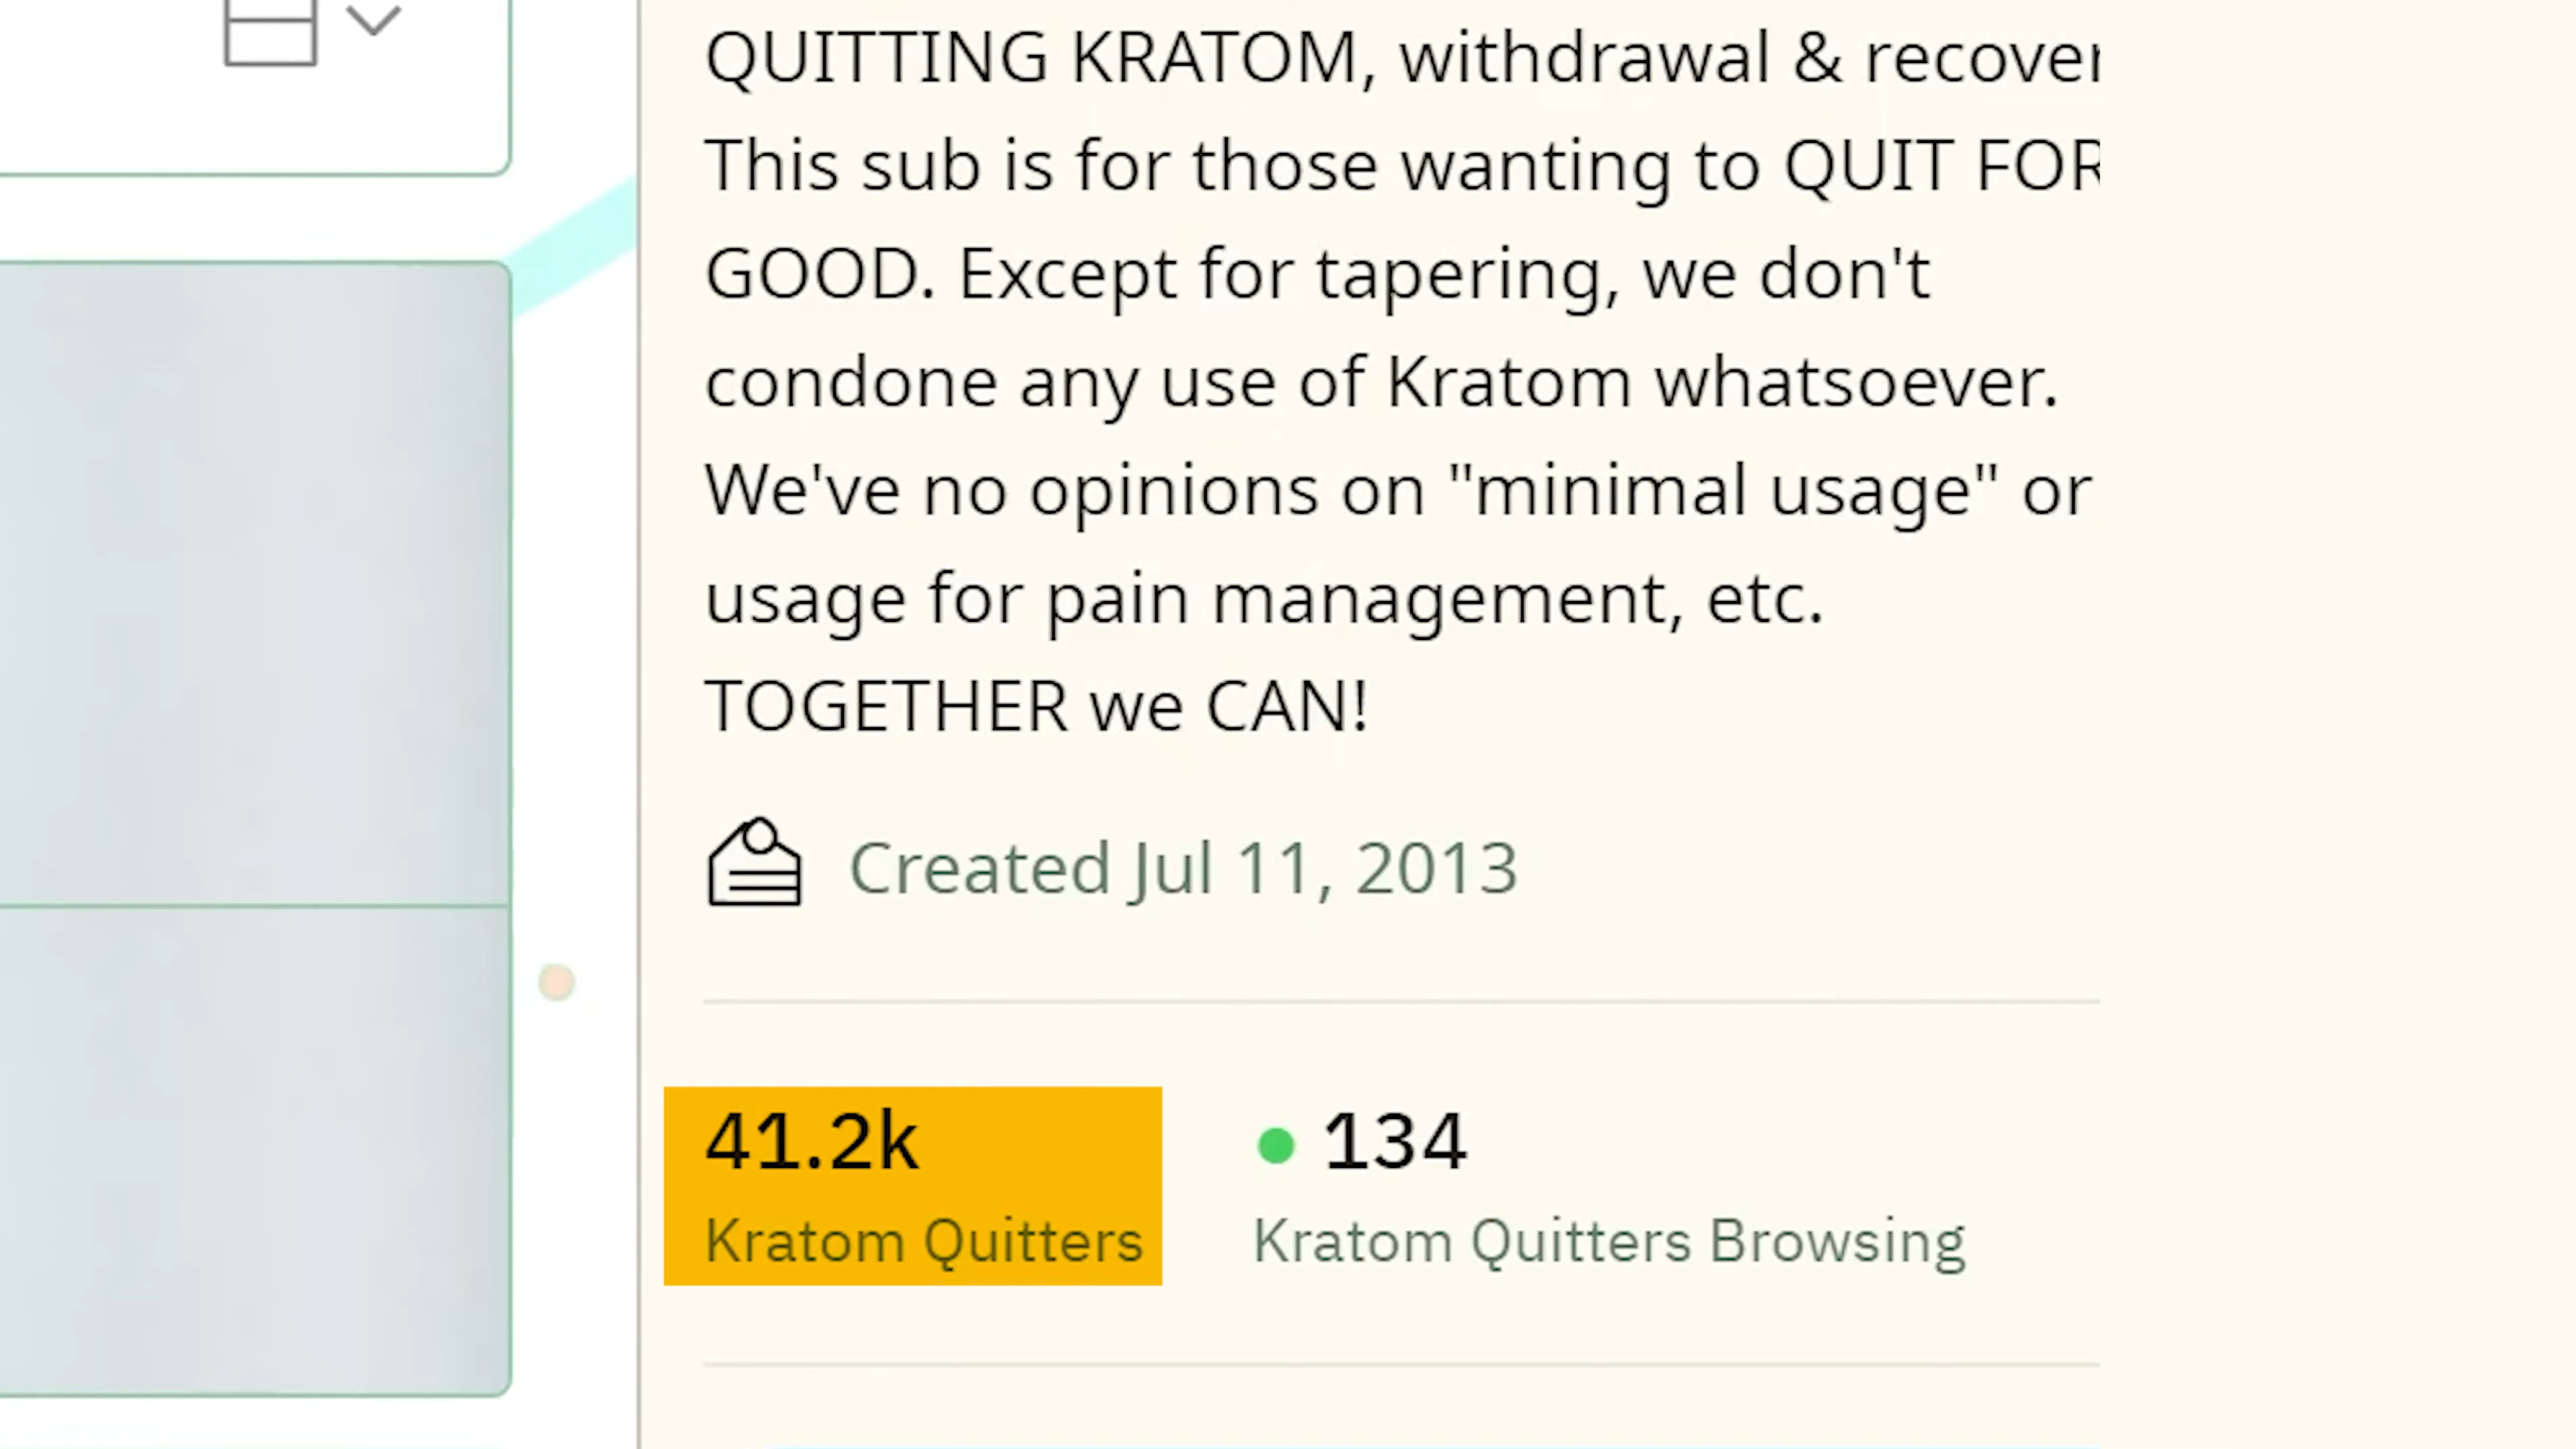 QUITTING KRATOM, withdrawal & recover
This sub is for those wanting to QUIT FOR
GOOD. Except for tapering, we don't
condone any use of Kratom whatsoever.
We've no opinions on "minimal usage" or
usage for pain management, etc.
TOGETHER we CAN!
Created Jul 11, 2013
41.2k
Kratom Quitters
134
Kratom Quitters Browsing